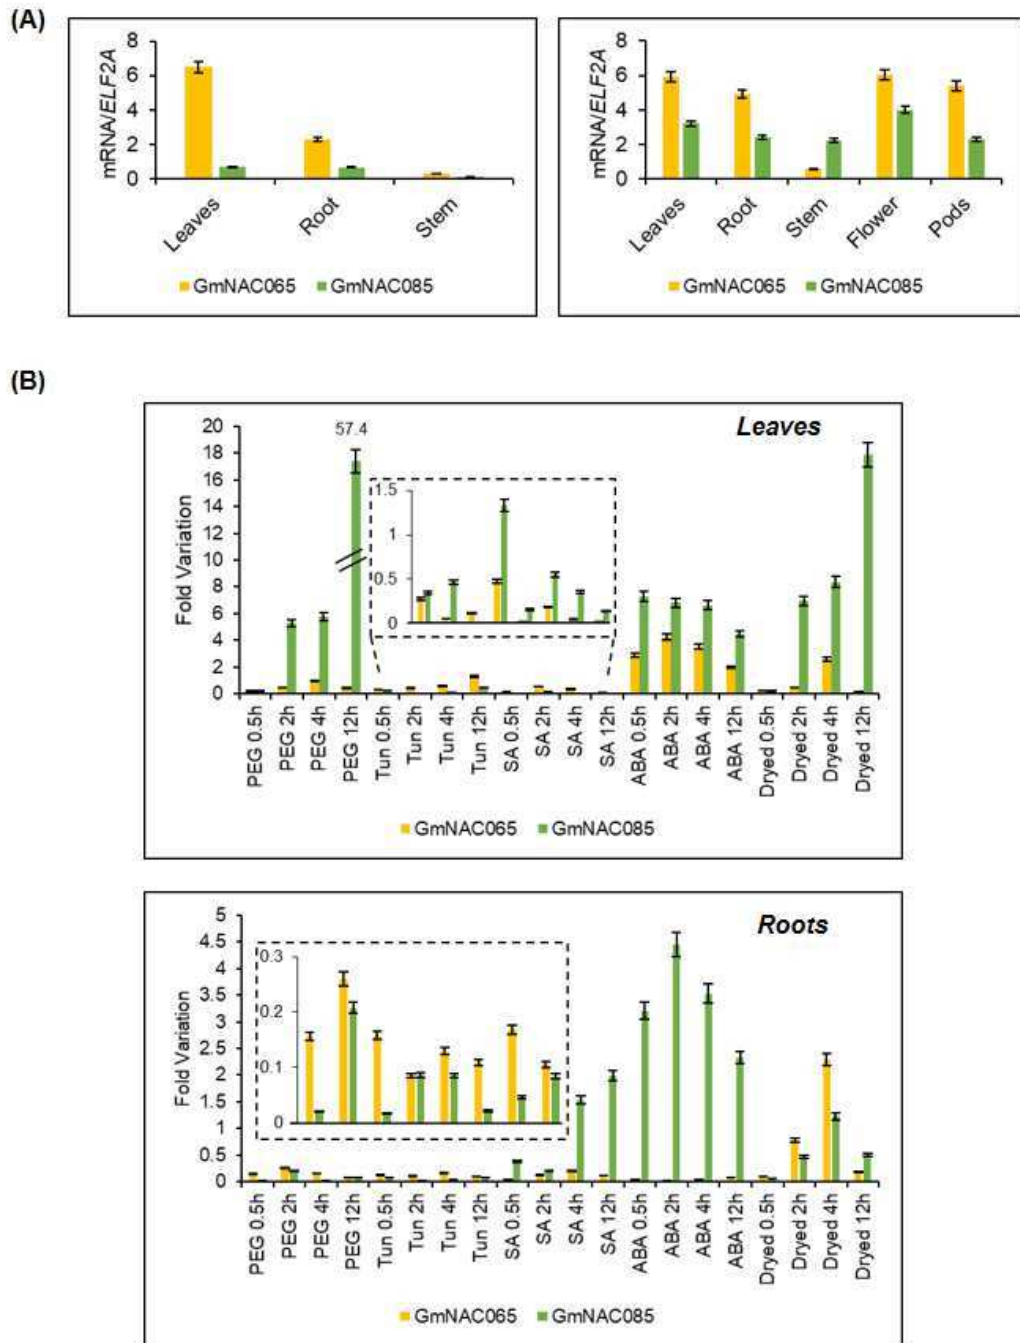 (A)
mRNA/ELF2A
8
6
4
2
0
Leaves
Root
Stem
GmNAC065
GmNAC085
mRNA/ELF2A
8
6
4
2
0
Leaves
Root
Stem
Flower
Pods
GmNAC065
GmNAC085
(B)
Leaves
Fold Variation
20
18
16
14
12
10
8
6
4
2
0
57.4
1.5
1
0.5
0
PEG 0.5h
PEG 2h
PEG 4h
PEG 12h
Tun 0.5h
Tun 2h
Tun 4h
Tun 12h
SA 0.5h
SA 2h
SA 4h
SA 12h
ABA 0.5h
ABA 2h
ABA 4h
ABA 12h
Dryed 0.5h
Dryed 2h
Dryed 4h
Dryed 12h
GmNAC065
GmNAC085
Roots
Fold Variation
5
4.5
4
3.5
3
2.5
2
1.5
1
0.5
0
0.3
0.2
0.1
0
PEG 0.5h
PEG 2h
PEG 4h
PEG 12h
Tun 0.5h
Tun 2h
Tun 4h
Tun 12h
SA 0.5h
SA 2h
SA 4h
SA 12h
ABA 0.5h
ABA 2h
ABA 4h
ABA 12h
Dryed 0.5h
Dryed 2h
Dryed 4h
Dryed 12h
GmNAC065
GmNAC085